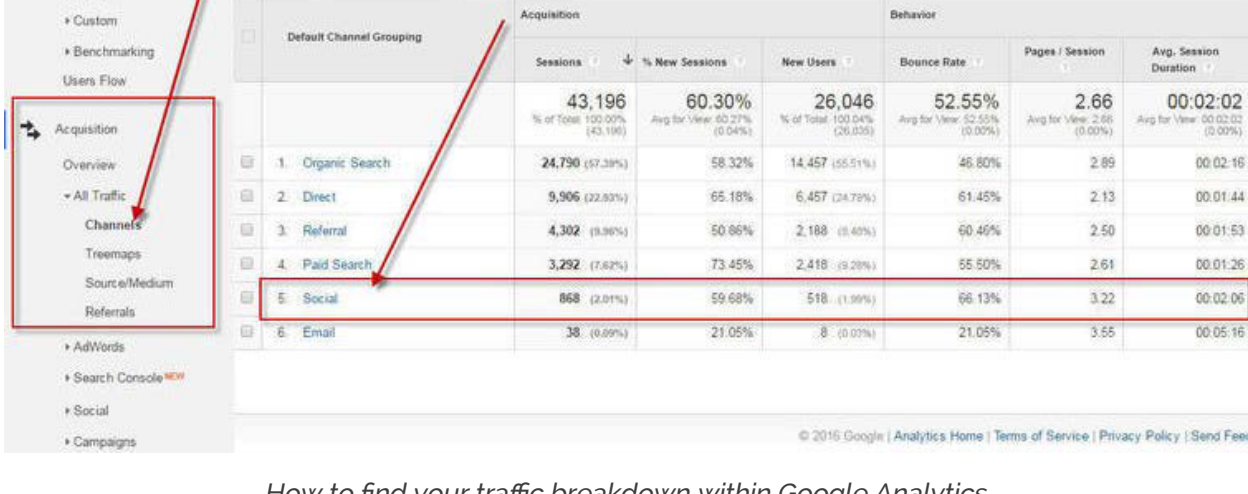 Custom
Benchmarking
Users Flow
Acquisition
Overview
All Traffic
Channels
Treemaps
Source/Medium
Referrals
AdWords
Search Console NEW
Social
Campaigns
Default Channel Grouping
Acquisition
Behavior
Sessions % New Sessions New Users Bounce Rate Pages / Session Avg. Session
Duration
43,196 60.30% 26,046 52.55% 2.66 00:02:02
% of Total: 100.00% Avg for View: 60.27% % of Total: 100.04% Avg for View: 52.55% Avg for View: 2.66 Avg for View: 00:02:02
(43,196) (0.04%) (26,035) (0.00%) (0.00%) (0.00%)
1. Organic Search 24,790 (57.39%) 58.32% 14,457 (55.51%) 46.80% 2.89 00:02:16
2. Direct 9,906 (22.93%) 65.18% 6,457 (24.79%) 61.45% 2.13 00:01:44
3. Referral 4,302 (9.96%) 50.86% 2,188 (8.40%) 60.46% 2.50 00:01:53
4. Paid Search 3,292 (7.62%) 73.45% 2,418 (9.28%) 55.50% 2.61 00:01:26
5. Social 868 (2.01%) 59.68% 518 (1.99%) 66.13% 3.22 00:02:06
6. Email 38 (0.09%) 21.05% 8 (0.03%) 21.05% 3.55 00:05:16
© 2016 Google | Analytics Home | Terms of Service | Privacy Policy | Send Feed
How to find your traffic breakdown within Google Analytics